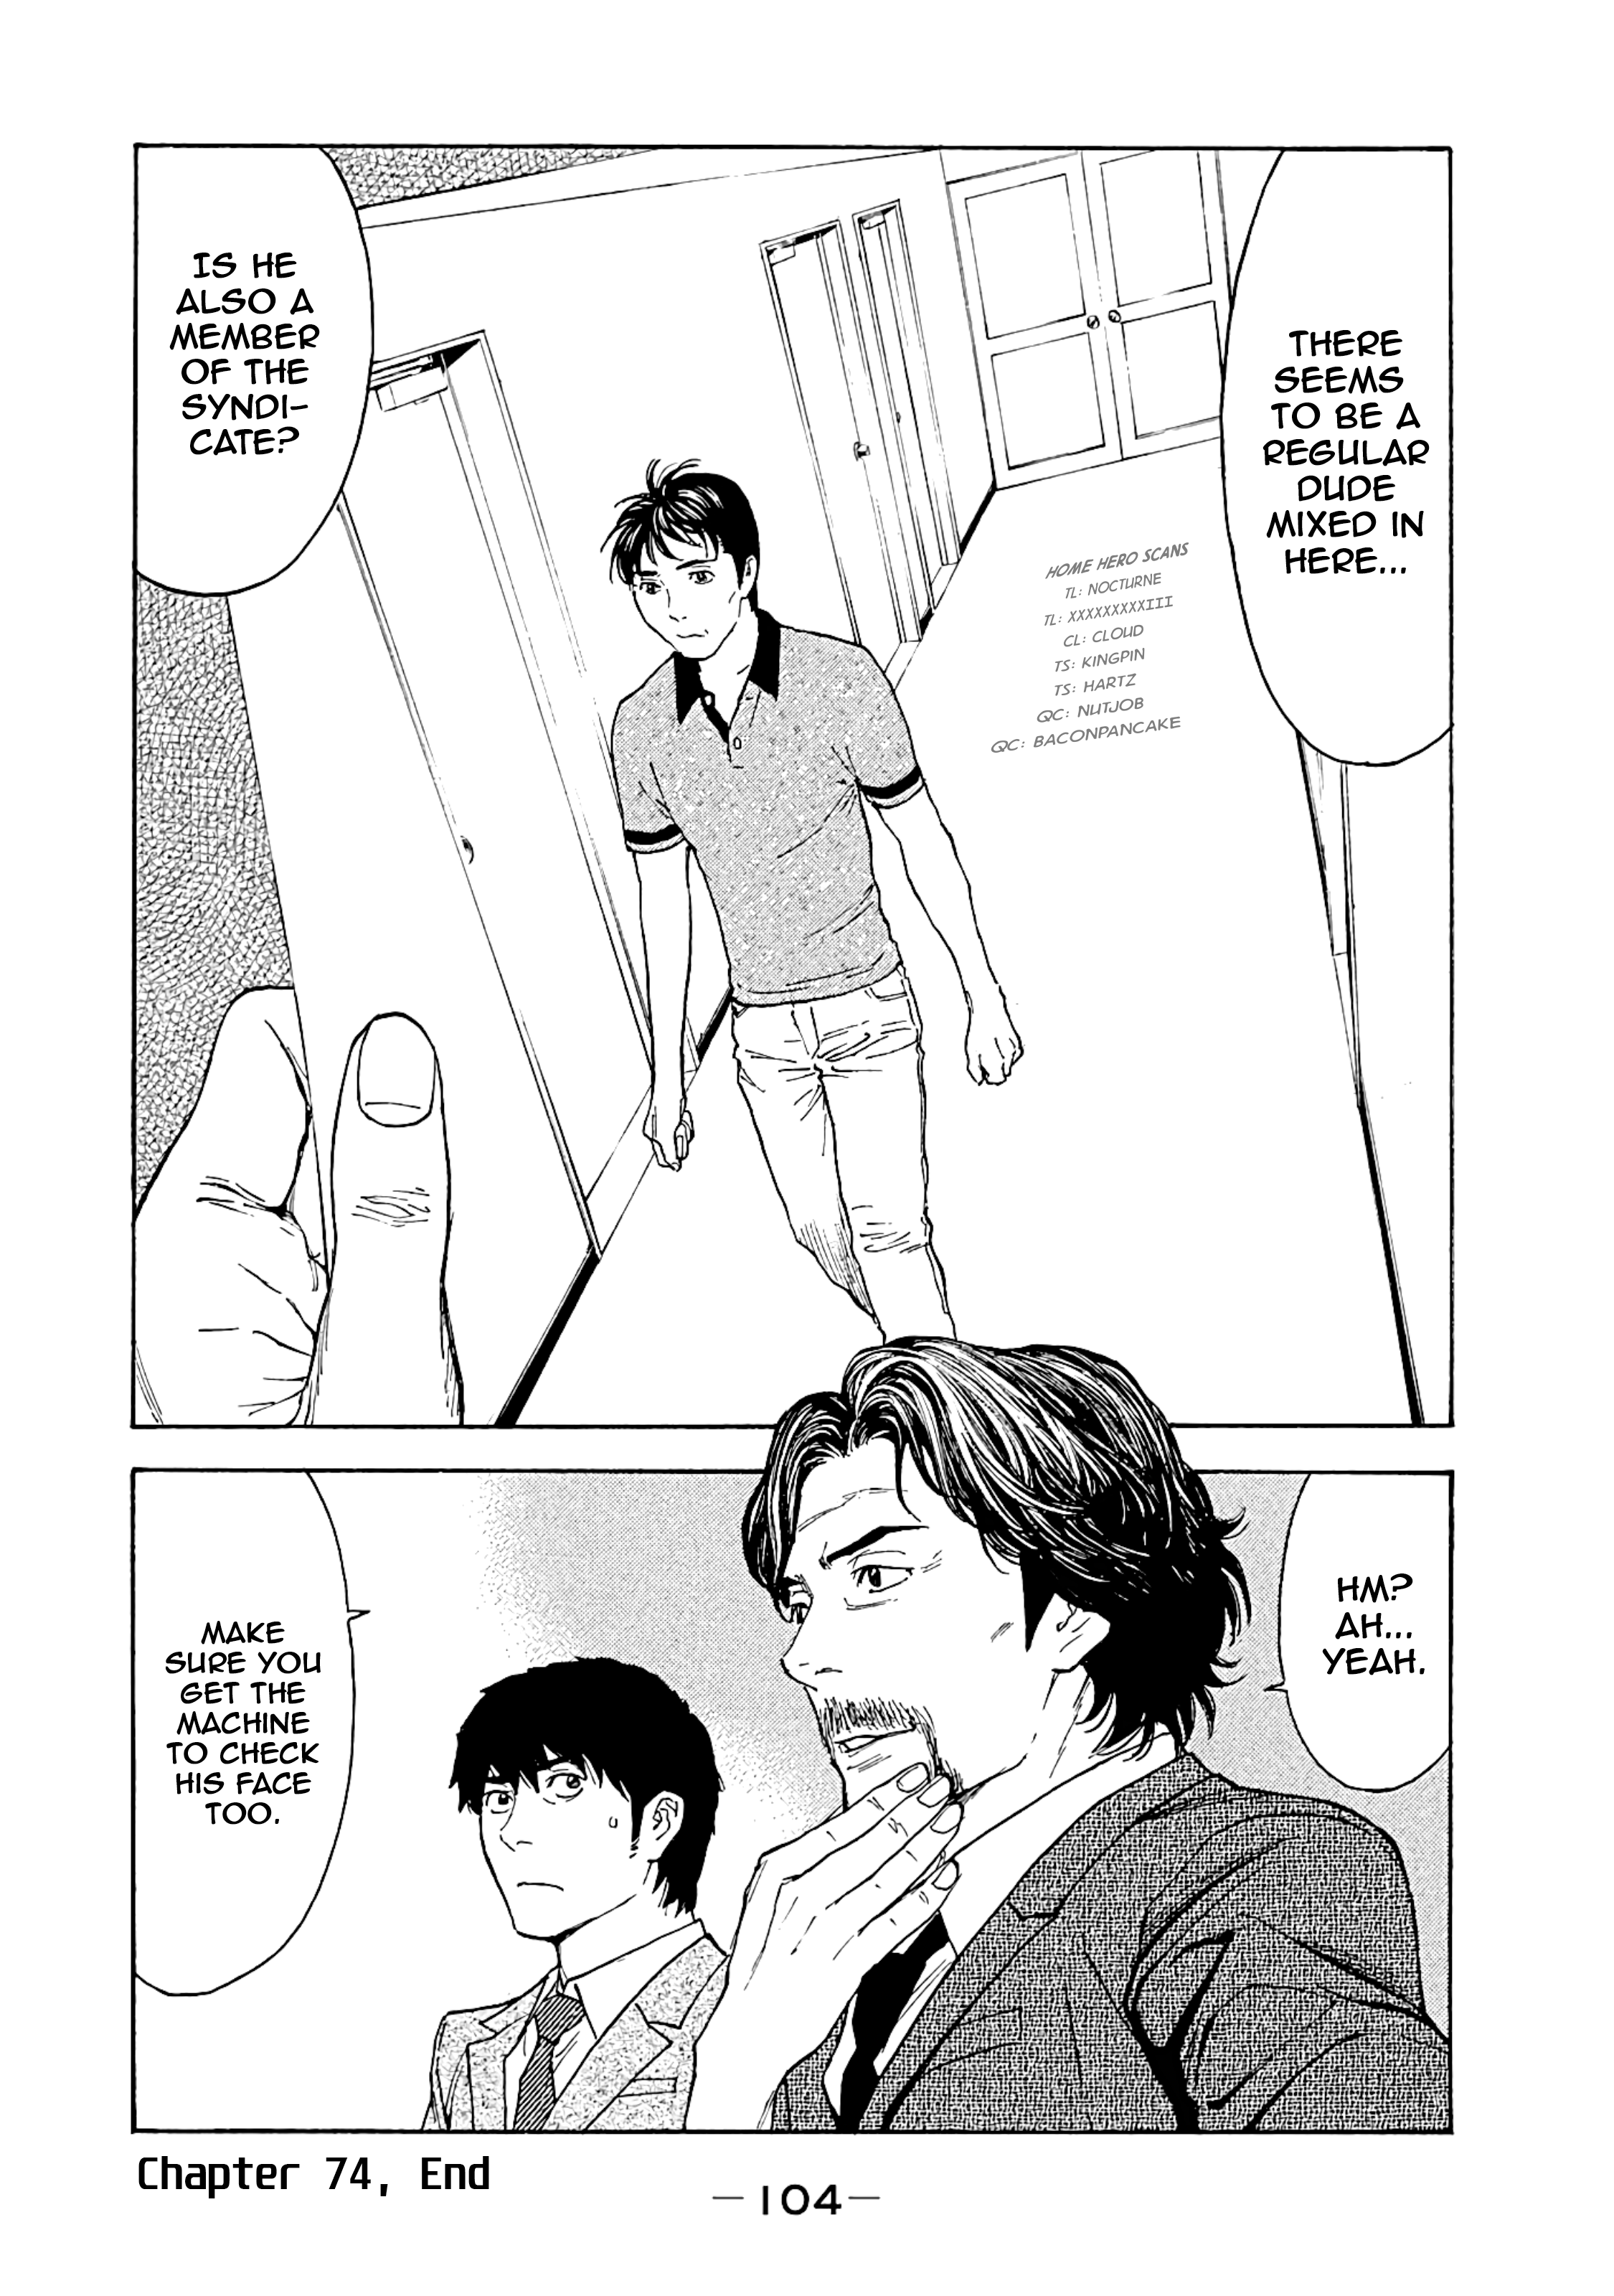 THERE
SEEMS
TO BE A
REGULAR
DUDE
MIXED IN
HERE...
IS HE
ALSO A
MEMBER
OF THE
SYNDI-
CATE?
HOME HERO SCANS
TL: NOCTURNE
TL: XXXXXXXXXIII
CL: CLOUD
TS: KINGPIN
TS: HARTZ
QC: NUTJOB
QC: BACONPANCAKE
HM?
AH...
YEAH.
MAKE
SURE YOU
GET THE
MACHINE
TO CHECK
HIS FACE
TOO.
Chapter 74, End
—104—